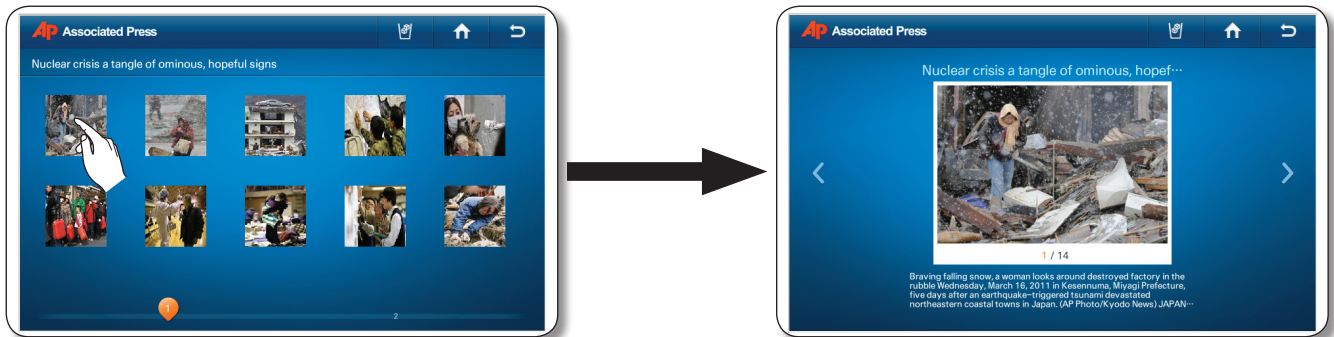 AP Associated Press
Nuclear crisis a tangle of ominous, hopeful signs
1
2
AP Associated Press
Nuclear crisis a tangle of ominous, hopef⋯
1 / 14
Braving falling snow, a woman looks around destroyed factory in the
rubble Wednesday, March 16, 2011 in Kesennuma, Miyagi Prefecture,
five days after an earthquake-triggered tsunami devastated
northeastern coastal towns in Japan. (AP Photo/Kyodo News) JAPAN⋯